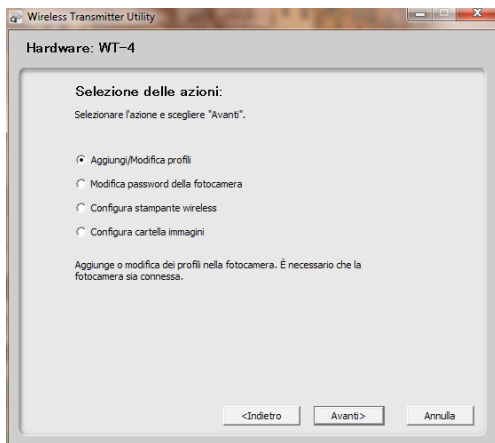 Wireless Transmitter Utility
Hardware: WT-4
Selezione delle azioni:
Selezionare l'azione e scegliere "Avanti".
Aggiungi/Modifica profili
Modifica password della fotocamera
Configura stampante wireless
Configura cartella immagini
Aggiunge o modifica dei profili nella fotocamera. È necessario che la
fotocamera sia connessa.
<Indietro Avanti> Annulla